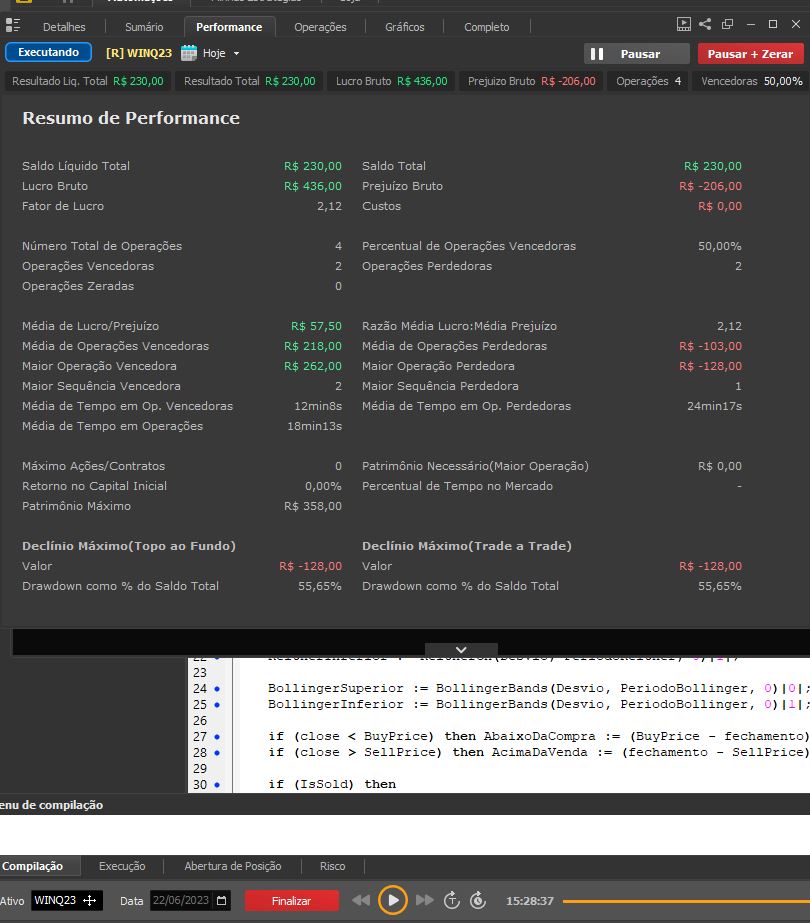 Detalhes Sumário Performance Operações Gráficos Completo
Executando [R] WINQ23 Hoje Pausar Pausar + Zerar
Resultado Liq. Total R$ 230,00 Resultado Total R$ 230,00 Lucro Bruto R$ 436,00 Prejuizo Bruto R$ -206,00 Operações 4 Vencedoras 50,00%
Resumo de Performance
Saldo Líquido Total R$ 230,00 Saldo Total R$ 230,00
Lucro Bruto R$ 436,00 Prejuízo Bruto R$ -206,00
Fator de Lucro 2,12 Custos R$ 0,00
Número Total de Operações 4 Percentual de Operações Vencedoras 50,00%
Operações Vencedoras 2 Operações Perdedoras 2
Operações Zeradas 0
Média de Lucro/Prejuízo R$ 57,50 Razão Média Lucro:Média Prejuízo 2,12
Média de Operações Vencedoras R$ 218,00 Média de Operações Perdedoras R$ -103,00
Maior Operação Vencedora R$ 262,00 Maior Operação Perdedora R$ -128,00
Maior Sequência Vencedora 2 Maior Sequência Perdedora 1
Média de Tempo em Op. Vencedoras 12min8s Média de Tempo em Op. Perdedoras 24min17s
Média de Tempo em Operações 18min13s
Máximo Ações/Contratos 0 Patrimônio Necessário(Maior Operação) R$ 0,00
Retorno no Capital Inicial 0,00% Percentual de Tempo no Mercado -
Patrimônio Máximo R$ 358,00
Declínio Máximo(Topo ao Fundo) Declínio Máximo(Trade a Trade)
Valor R$ -128,00 Valor R$ -128,00
Drawdown como % do Saldo Total 55,65% Drawdown como % do Saldo Total 55,65%
23
24 BollingerSuperior := BollingerBands(Desvio, PeriodoBollinger, 0)|0|;
25 BollingerInferior := BollingerBands(Desvio, PeriodoBollinger, 0)|1|;
26
27 if (close < BuyPrice) then AbaixoDaCompra := (BuyPrice - fechamento)
28 if (close > SellPrice) then AcimaDaVenda := (fechamento - SellPrice)
29
30 if (IsSold) then
enu de compilação
Compilação Execução Abertura de Posição Risco
Ativo WINQ23 Data 22/06/2023 Finalizar 15:28:37